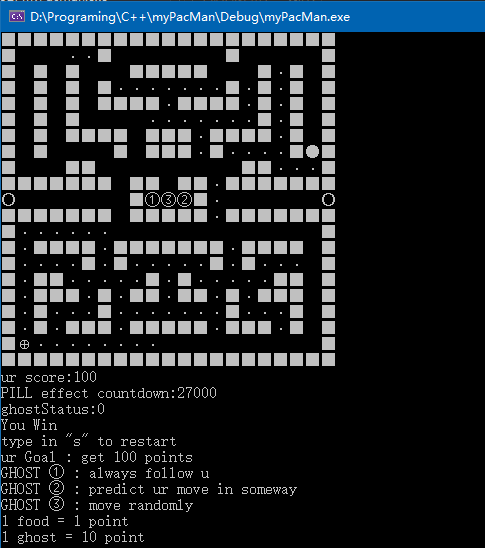 D:\Programing\C++\myPacMan\Debug\myPacMan.exe
①③②
ur score:100
PILL effect countdown:27000
ghostStatus:0
You Win
type in "s" to restart
ur Goal : get 100 points
GHOST ① : always follow u
GHOST ② : predict ur move in someway
GHOST ③ : move randomly
1 food = 1 point
1 ghost = 10 point